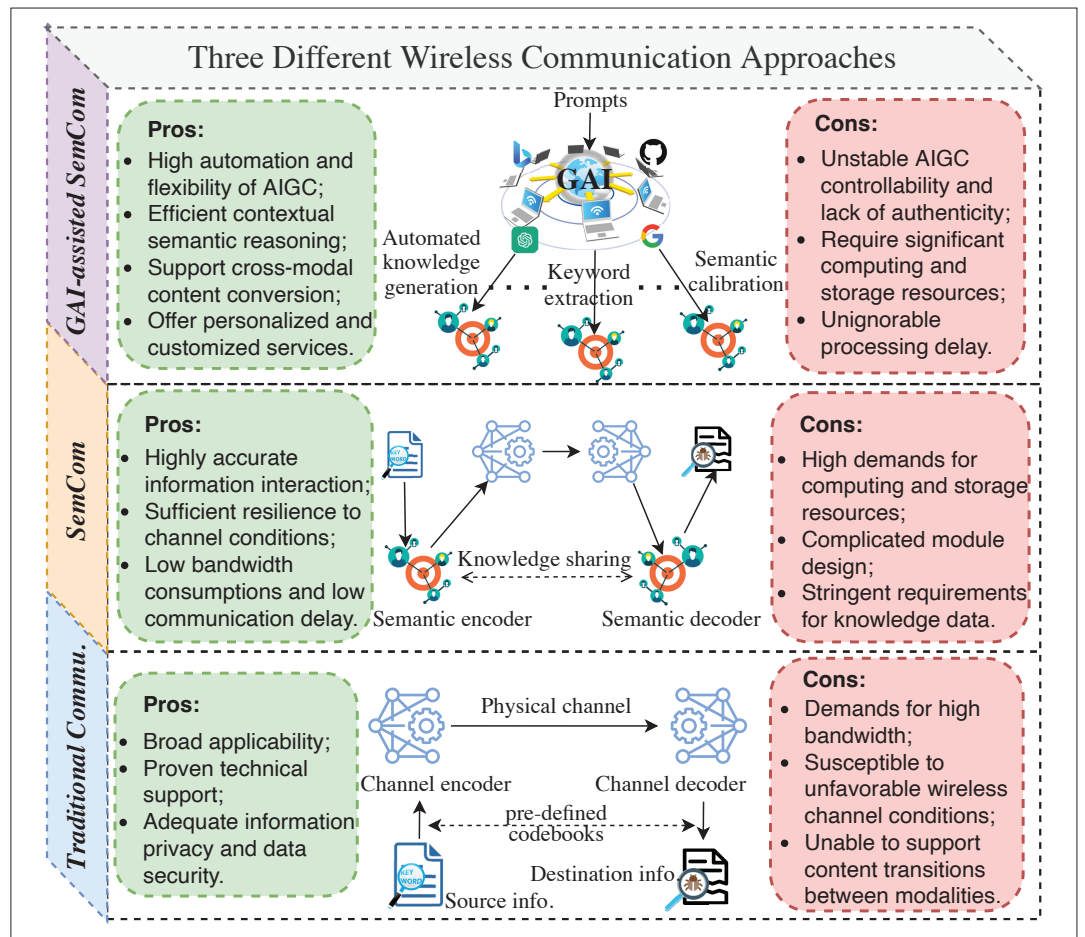 Three Different Wireless Communication Approaches
GAI-assisted SemCom
Pros:
• High automation and
flexibility of AIGC;
• Efficient contextual
semantic reasoning;
• Support cross-modal
content conversion;
• Offer personalized and
customized services.
Prompts
GAI
Automated
knowledge
generation
Keyword
extraction
Semantic
calibration
Cons:
• Unstable AIGC
controllability and
lack of authenticity;
• Require significant
computing and
storage resources;
• Unignorable
processing delay.
SemCom
Pros:
• Highly accurate
information interaction;
• Sufficient resilience to
channel conditions;
• Low bandwidth
consumptions and low
communication delay.
KEY
WORD
Knowledge sharing
Semantic encoder
Semantic decoder
Cons:
• High demands for
computing and storage
resources;
• Complicated module
design;
• Stringent requirements
for knowledge data.
Traditional Commu.
Pros:
• Broad applicability;
• Proven technical
support;
• Adequate information
privacy and data
security.
Physical channel
Channel encoder
Channel decoder
pre-defined
codebooks
KEY
WORD
Destination info.
Source info.
Cons:
• Demands for high
bandwidth;
• Susceptible to
unfavorable wireless
channel conditions;
• Unable to support
content transitions
between modalities.